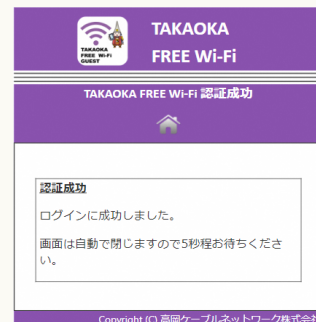 TAKAOKA
FREE Wi-Fi
TAKAOKA
FREE Wi-Fi
GUEST
TAKAOKA FREE Wi-Fi 認証成功
認証成功
ログインに成功しました。
画面は自動で閉じますので5秒程お待ちくださ
い。
Copyright (C) 高岡ケーブルネットワーク株式会社